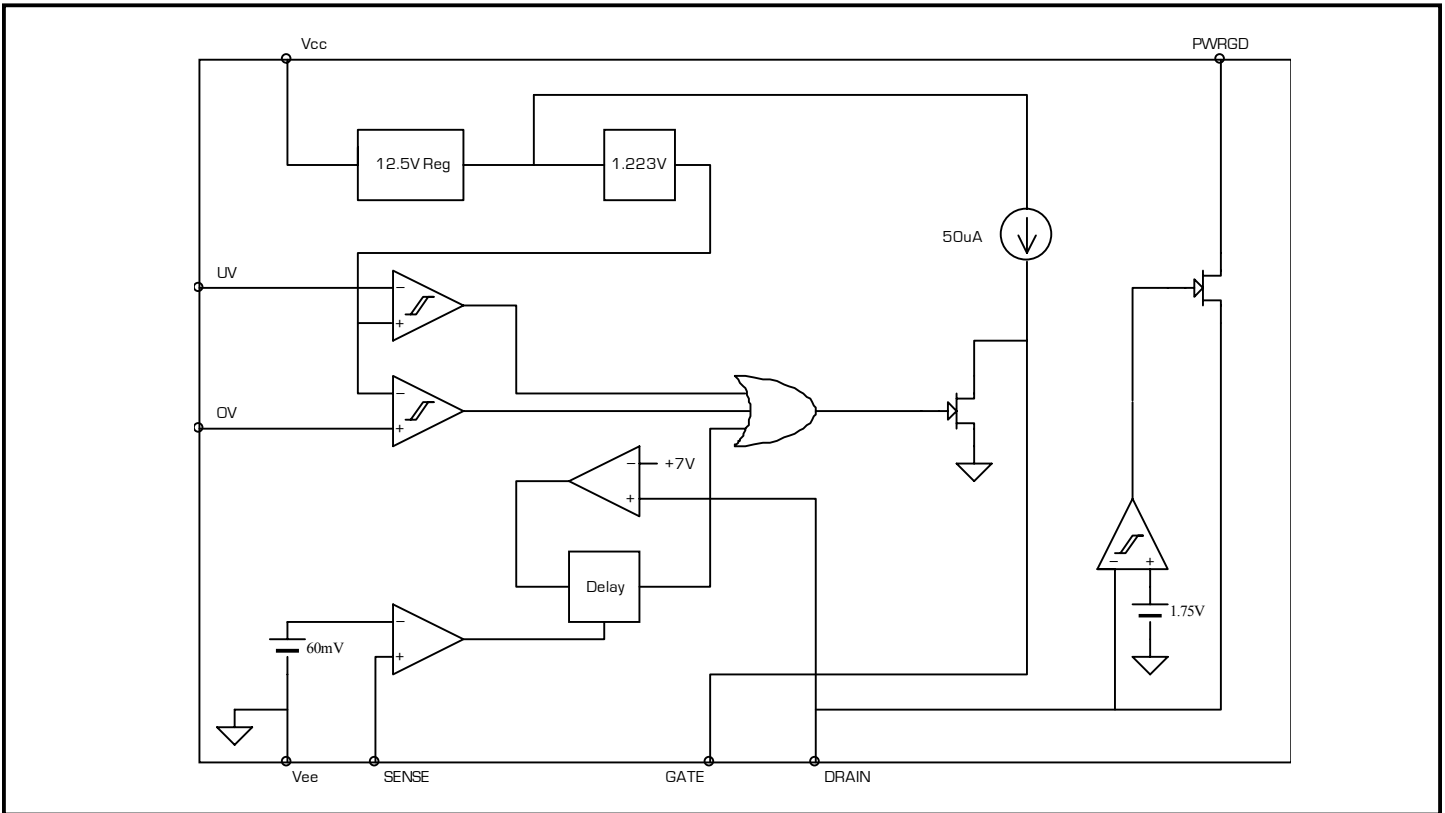 Vcc
PWRGD
12.5V Reg
1.223V
50uA
UV
−
+
OV
−
+
− +7V
+
Delay
− +
1.75V
60mV
−
+
Vee
SENSE
GATE
DRAIN